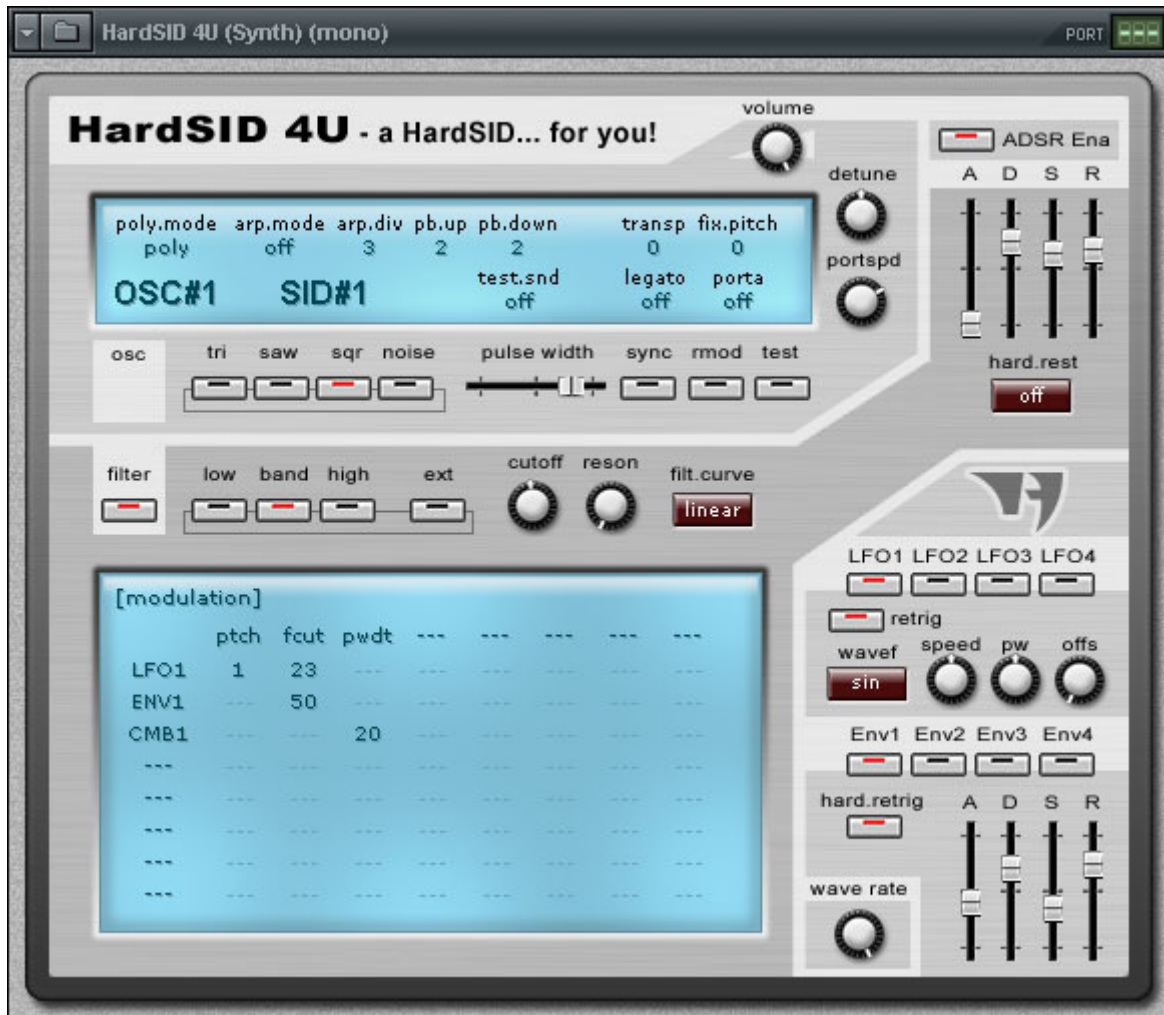 HardSID 4U (Synth) (mono)
PORT ---
HardSID 4U - a HardSID... for you!
volume
ADSR Ena
detune
A D S R
poly.mode arp.mode arp.div pb.up pb.down transp fix.pitch
poly off 3 2 2 0 0
portspd
test.snd legato porta
OSC#1 SID#1 off off off
osc tri saw sqr noise pulse width sync rmod test
hard.rest
off
filter low band high ext cutoff reson filt.curve
linear
LFO1 LFO2 LFO3 LFO4
[modulation]
retrig
ptch fcut pwdt --- --- --- --- ---
wavef speed pw offs
LFO1 1 23 --- --- --- --- --- ---
sin
ENV1 --- 50 --- --- --- --- --- ---
CMB1 --- --- 20 --- --- --- --- ---
Env1 Env2 Env3 Env4
--- --- --- --- --- --- --- --- ---
--- --- --- --- --- --- --- --- ---
hard.retrig A D S R
--- --- --- --- --- --- --- --- ---
--- --- --- --- --- --- --- --- ---
--- --- --- --- --- --- --- --- ---
wave rate